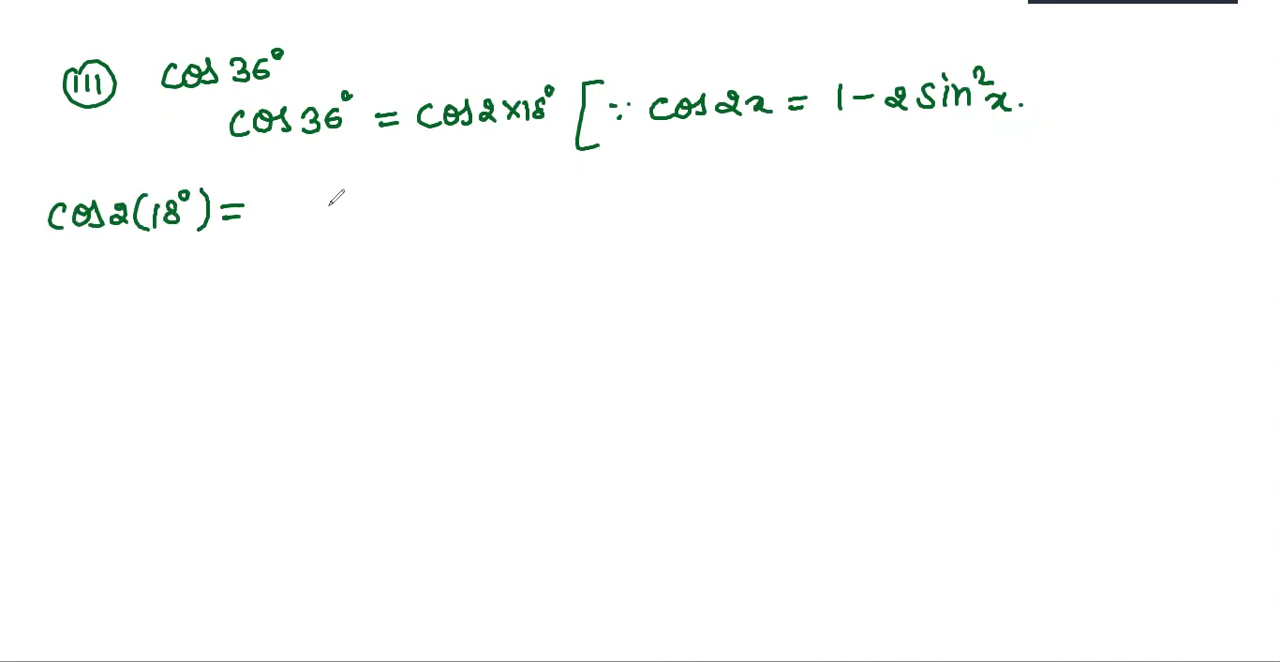 (iii) cos 36°
cos 36° = cos 2×18° [∵ cos 2x = 1 - 2 sin²x.
cos 2(18°) =